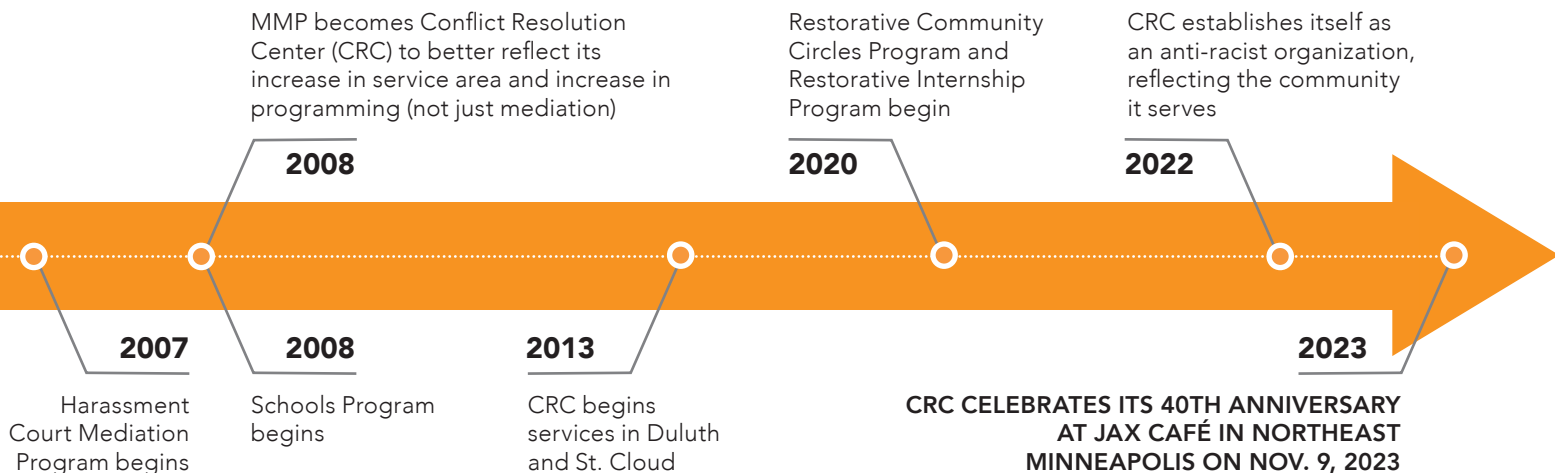 MMP becomes Conflict Resolution
Center (CRC) to better reflect its
increase in service area and increase in
programming (not just mediation)
2008
Restorative Community
Circles Program and
Restorative Internship
Program begin
2020
CRC establishes itself as
an anti-racist organization,
reflecting the community
it serves
2022
2007
Harassment
Court Mediation
Program begins
2008
Schools Program
begins
2013
CRC begins
services in Duluth
and St. Cloud
2023
CRC CELEBRATES ITS 40TH ANNIVERSARY
AT JAX CAFÉ IN NORTHEAST
MINNEAPOLIS ON NOV. 9, 2023